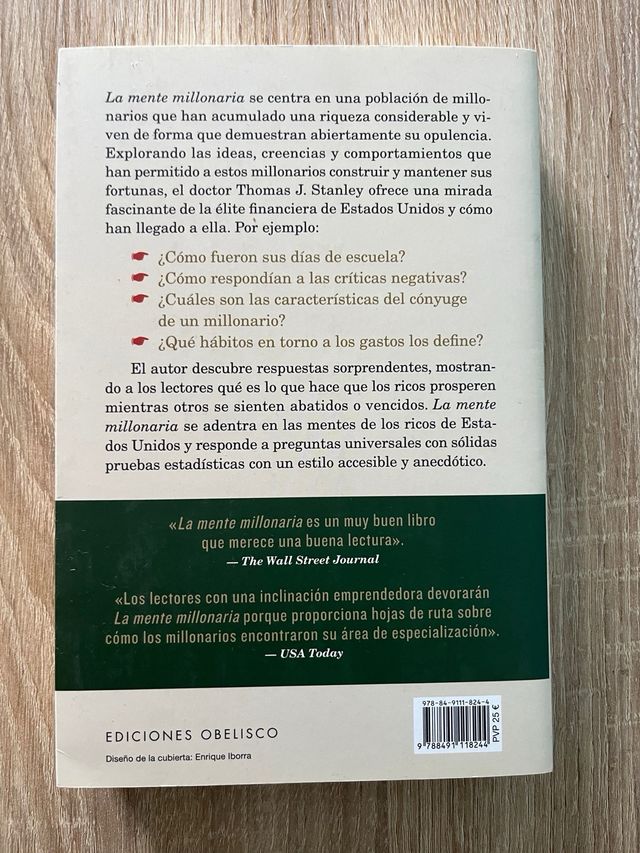 La mente millonaria se centra en una población de millo-
narios que han acumulado una riqueza considerable y vi-
ven de forma que demuestran abiertamente su opulencia.
Explorando las ideas, creencias y comportamientos que
han permitido a estos millonarios construir y mantener sus
fortunas, el doctor Thomas J. Stanley ofrece una mirada
fascinante de la élite financiera de Estados Unidos y cómo
han llegado a ella. Por ejemplo:
¿Cómo fueron sus días de escuela?
¿Cómo respondían a las críticas negativas?
¿Cuáles son las características del cónyuge
de un millonario?
¿Qué hábitos en torno a los gastos los define?
El autor descubre respuestas sorprendentes, mostran-
do a los lectores qué es lo que hace que los ricos prosperen
mientras otros se sienten abatidos o vencidos. La mente
millonaria se adentra en las mentes de los ricos de Esta-
dos Unidos y responde a preguntas universales con sólidas
pruebas estadísticas con un estilo accesible y anecdótico.
«La mente millonaria es un muy buen libro
que merece una buena lectura».
— The Wall Street Journal
«Los lectores con una inclinación emprendedora devorarán
La mente millonaria porque proporciona hojas de ruta sobre
cómo los millonarios encontraron su área de especialización».
— USA Today
EDICIONES OBELISCO
Diseño de la cubierta: Enrique Iborra
978-84-9111-824-4
9 788491 118244
PVP 25 €